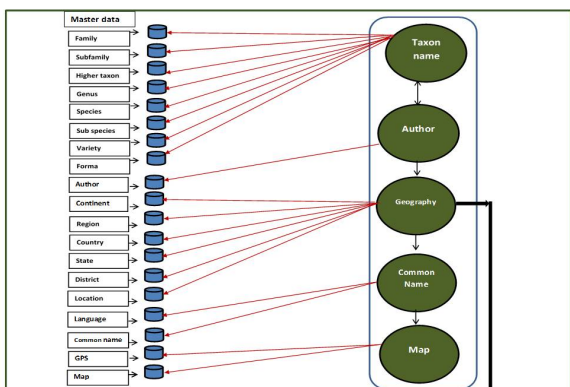 Master data
Family
Subfamily
Higher taxon
Genus
Species
Sub species
Variety
Forma
Author
Continent
Region
Country
State
District
Location
Language
Common name
GPS
Map
Taxon
name
Author
Geography
Common
Name
Map